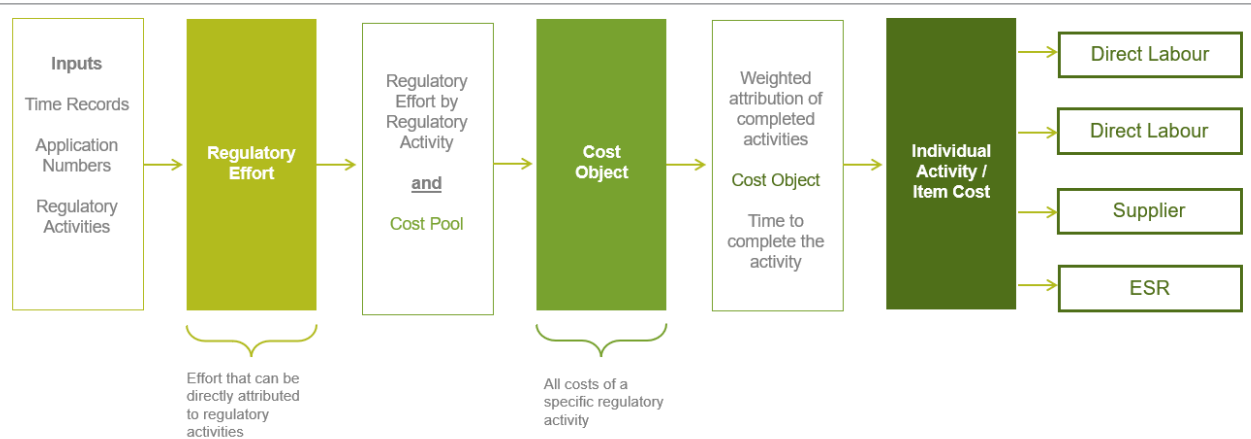 Inputs
Time Records
Application
Numbers
Regulatory
Activities
Regulatory
Effort
Effort that can be
directly attributed
to regulatory
activities
Regulatory
Effort by
Regulatory
Activity
and
Cost Pool
Cost
Object
All costs of a
specific regulatory
activity
Weighted
attribution of
completed
activities
Cost Object
Time to
complete the
activity
Individual
Activity /
Item Cost
Direct Labour
Direct Labour
Supplier
ESR